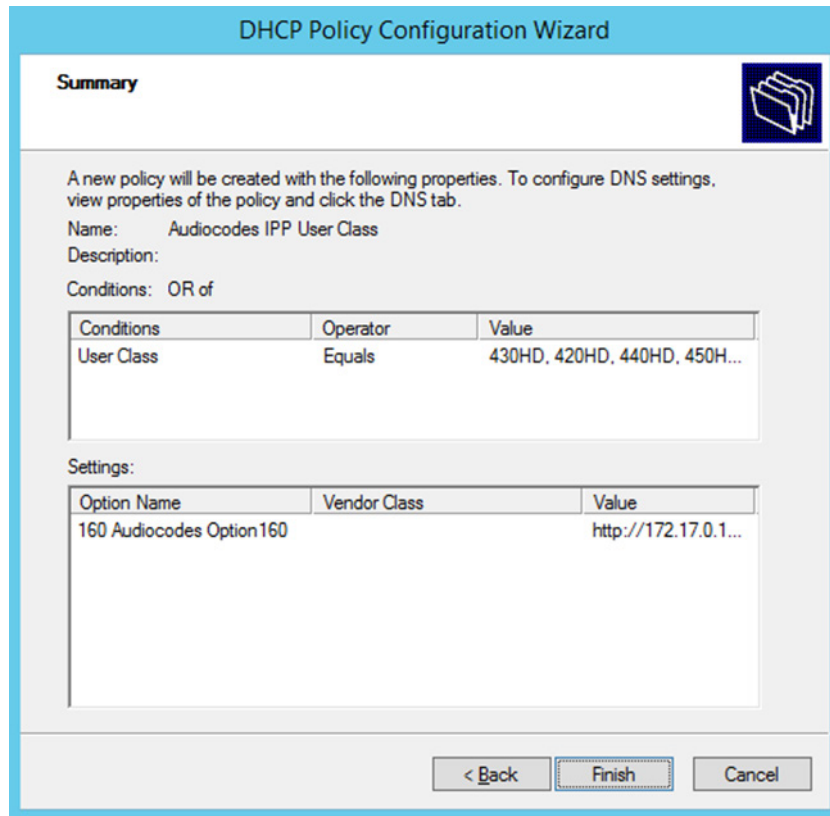 DHCP Policy Configuration Wizard
Summary
A new policy will be created with the following properties. To configure DNS settings,
view properties of the policy and click the DNS tab.
Name: Audiocodes IPP User Class
Description:
Conditions: OR of
Conditions Operator Value
User Class Equals 430HD, 420HD, 440HD, 450H...
Settings:
Option Name Vendor Class Value
160 Audiocodes Option160 http://172.17.0.1...
< Back Finish Cancel